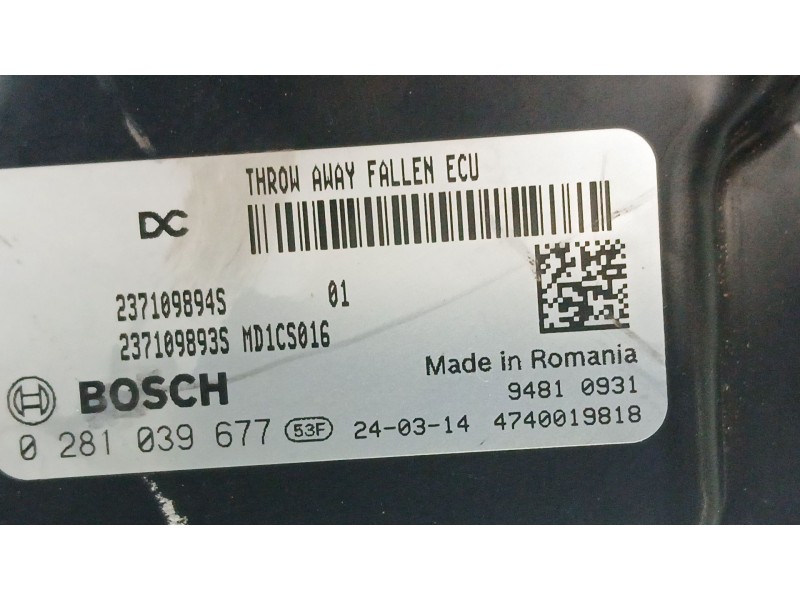 THROW AWAY FALLEN ECU
DC
237109894S 01
237109893S MD1CS016
Made in Romania
BOSCH
9481 0931
0 281 039 677 53F 24-03-14 4740019818